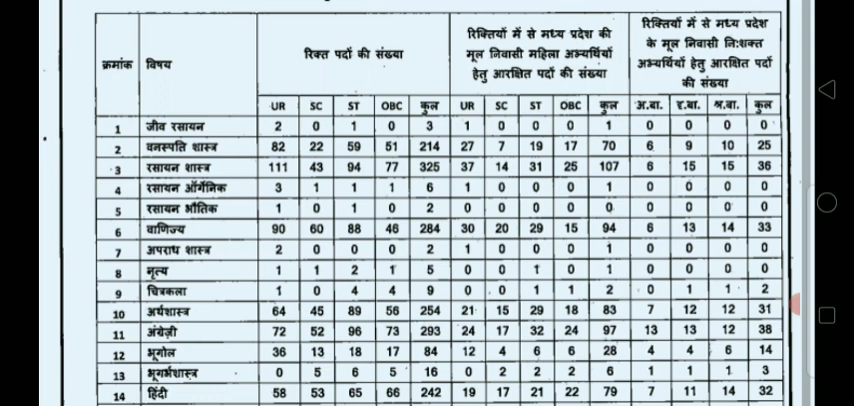 क्रमांक विषय रिक्त पदों की संख्या रिक्तियों में से मध्य प्रदेश की मूल निवासी महिला अभ्यर्थियों हेतु आरक्षित पदों की संख्या रिक्तियों में से मध्य प्रदेश के मूल निवासी नि:शक्त अभ्यर्थियों हेतु आरक्षित पदों की संख्या
UR SC ST OBC कुल UR SC ST OBC कुल अ.बा. दृ.बा. श्र.बा. कुल
1 जीव रसायन 2 0 1 0 3 1 0 0 0 1 0 0 0 0
2 वनस्पति शास्त्र 82 22 59 51 214 27 7 19 17 70 6 9 10 25
3 रसायन शास्त्र 111 43 94 77 325 37 14 31 25 107 6 15 15 36
4 रसायन ऑर्गेनिक 3 1 1 1 6 1 0 0 0 1 0 0 0 0
5 रसायन भौतिक 1 0 1 0 2 0 0 0 0 0 0 0 0 0
6 वाणिज्य 90 60 88 46 284 30 20 29 15 94 6 13 14 33
7 अपराध शास्त्र 2 0 0 0 2 1 0 0 0 1 0 0 0 0
8 नृत्य 1 1 2 1 5 0 0 1 0 1 0 0 0 0
9 चित्रकला 1 0 4 4 9 0 0 1 1 2 0 1 1 2
10 अर्थशास्त्र 64 45 89 56 254 21 15 29 18 83 7 12 12 31
11 अंग्रेज़ी 72 52 96 73 293 24 17 32 24 97 13 13 12 38
12 भूगोल 36 13 18 17 84 12 4 6 6 28 4 4 6 14
13 भूगर्भशास्त्र 0 5 6 5 16 0 2 2 2 6 1 1 1 3
14 हिंदी 58 53 65 66 242 19 17 21 22 79 7 11 14 32